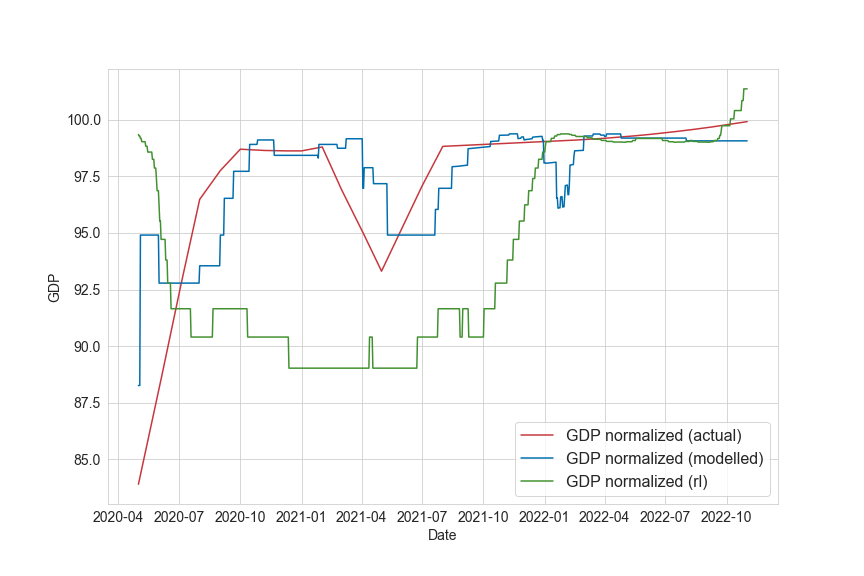 100.0
97.5
95.0
92.5
90.0
87.5
85.0
GDP
GDP normalized (actual)
GDP normalized (modelled)
GDP normalized (rl)
2020-04 2020-07 2020-10 2021-01 2021-04 2021-07 2021-10 2022-01 2022-04 2022-07 2022-10
Date